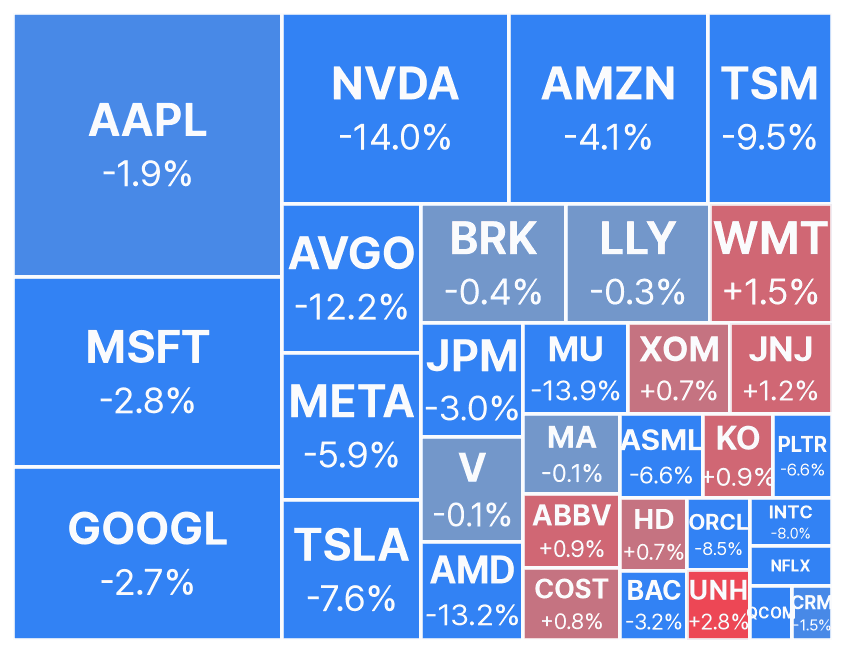 AAPL
-1.9%
MSFT
-2.8%
GOOGL
-2.7%
NVDA
-14.0%
AMZN
-4.1%
TSM
-9.5%
AVGO
-12.2%
META
-5.9%
TSLA
-7.6%
BRK
-0.4%
LLY
-0.3%
WMT
+1.5%
JPM
-3.0%
V
-0.1%
AMD
-13.2%
MU
-13.9%
XOM
+0.7%
JNJ
+1.2%
MA
-0.1%
ABBV
+0.9%
COST
+0.8%
ASML
-6.6%
KO
+0.9%
PLTR
-6.6%
HD
+0.7%
ORCL
-8.5%
BAC
-3.2%
UNH
+2.8%
INTC
-8.0%
NFLX
QCOM
CRM
-1.5%